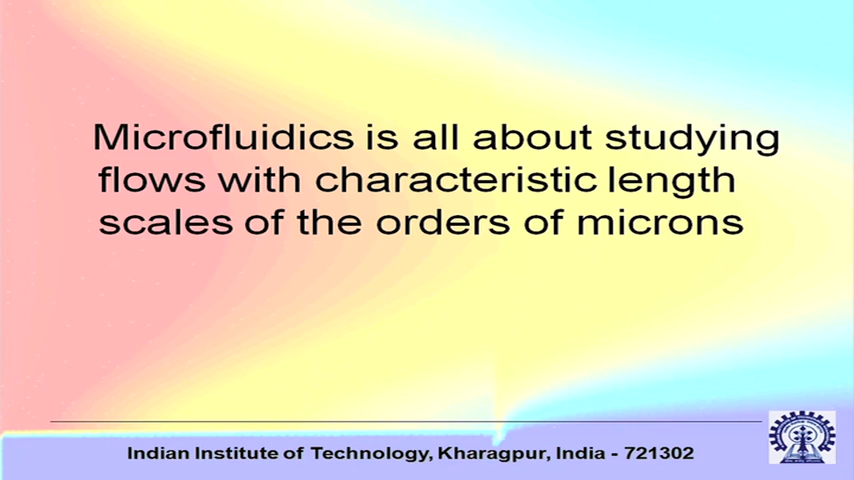 Microfluidics is all about studying
flows with characteristic length
scales of the orders of microns
Indian Institute of Technology, Kharagpur, India - 721302